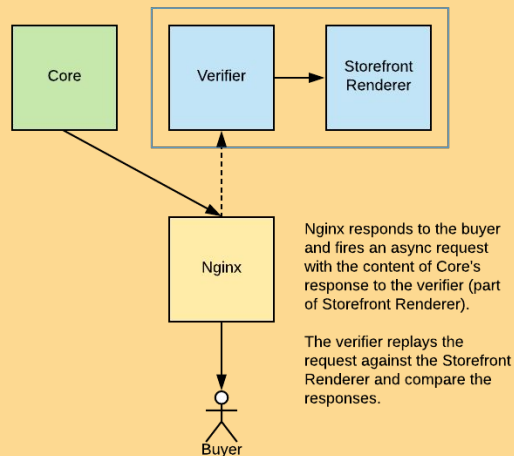 Core
Verifier
Storefront
Renderer
Nginx
Nginx responds to the buyer
and fires an async request
with the content of Core's
response to the verifier (part
of Storefront Renderer).
The verifier replays the
request against the Storefront
Renderer and compare the
responses.
Buyer